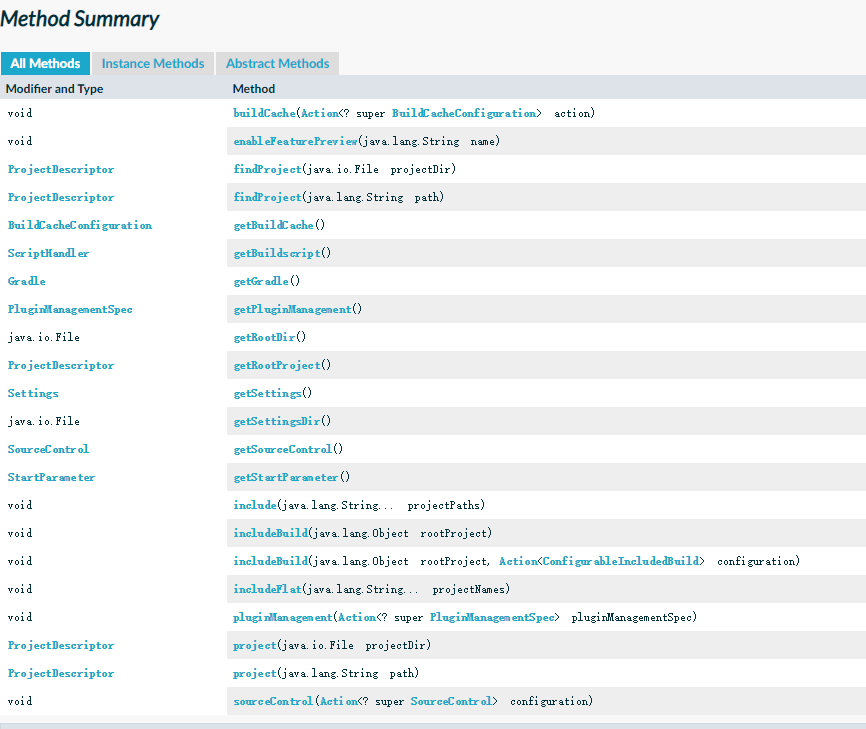 Method Summary
All Methods Instance Methods Abstract Methods
Modifier and Type Method
void buildCache(Action<? super BuildCacheConfiguration> action)
void enableFeaturePreview(java.lang.String name)
ProjectDescriptor findProject(java.io.File projectDir)
ProjectDescriptor findProject(java.lang.String path)
BuildCacheConfiguration getBuildCache()
ScriptHandler getBuildscript()
Gradle getGradle()
PluginManagementSpec getPluginManagement()
java.io.File getRootDir()
ProjectDescriptor getRootProject()
Settings getSettings()
java.io.File getSettingsDir()
SourceControl getSourceControl()
StartParameter getStartParameter()
void include(java.lang.String... projectPaths)
void includeBuild(java.lang.Object rootProject)
void includeBuild(java.lang.Object rootProject, Action<ConfigurableIncludedBuild> configuration)
void includeFlat(java.lang.String... projectNames)
void pluginManagement(Action<? super PluginManagementSpec> pluginManagementSpec)
ProjectDescriptor project(java.io.File projectDir)
ProjectDescriptor project(java.lang.String path)
void sourceControl(Action<? super SourceControl> configuration)